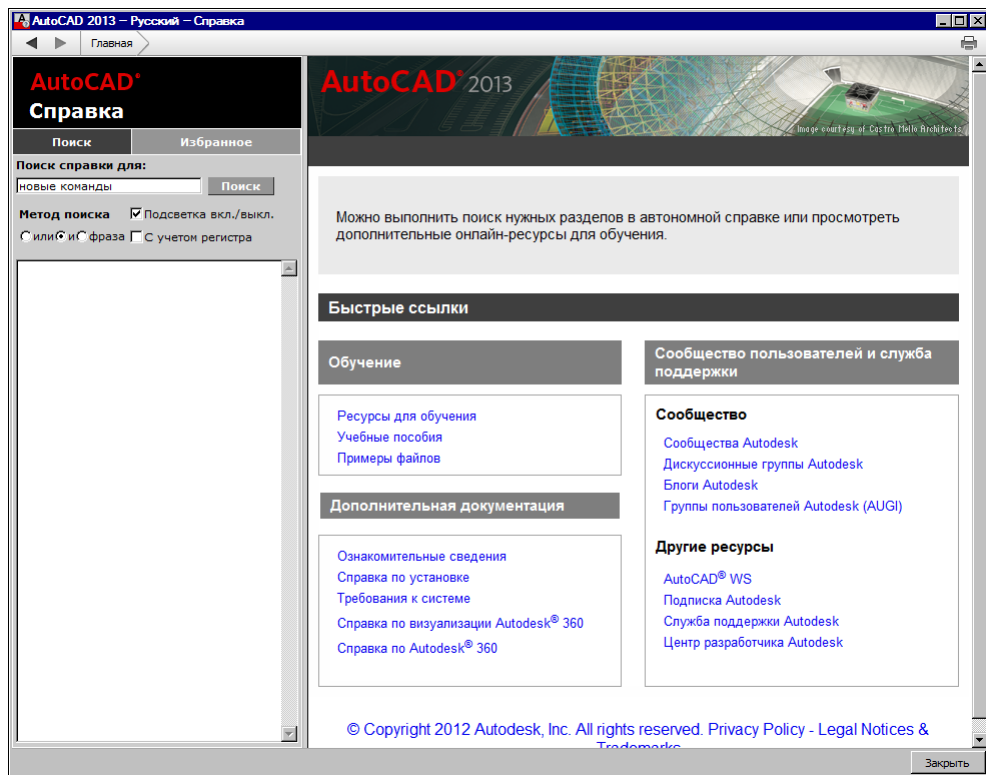 AutoCAD 2013 – Русский – Справка
Главная
AutoCAD®
Справка
Поиск
Избранное
Поиск справки для:
новые команды
Поиск
Метод поиска
Подсветка вкл./выкл.
или
и
фраза
С учетом регистра
AutoCAD® 2013
Image courtesy of Castro Mello Architects
Можно выполнить поиск нужных разделов в автономной справке или просмотреть
дополнительные онлайн-ресурсы для обучения.
Быстрые ссылки
Обучение
Ресурсы для обучения
Учебные пособия
Примеры файлов
Дополнительная документация
Ознакомительные сведения
Справка по установке
Требования к системе
Справка по визуализации Autodesk® 360
Справка по Autodesk® 360
Сообщество пользователей и служба
поддержки
Сообщество
Сообщества Autodesk
Дискуссионные группы Autodesk
Блоги Autodesk
Группы пользователей Autodesk (AUGI)
Другие ресурсы
AutoCAD® WS
Подписка Autodesk
Служба поддержки Autodesk
Центр разработчика Autodesk
© Copyright 2012 Autodesk, Inc. All rights reserved. Privacy Policy - Legal Notices &
Trademarks
Закрыть